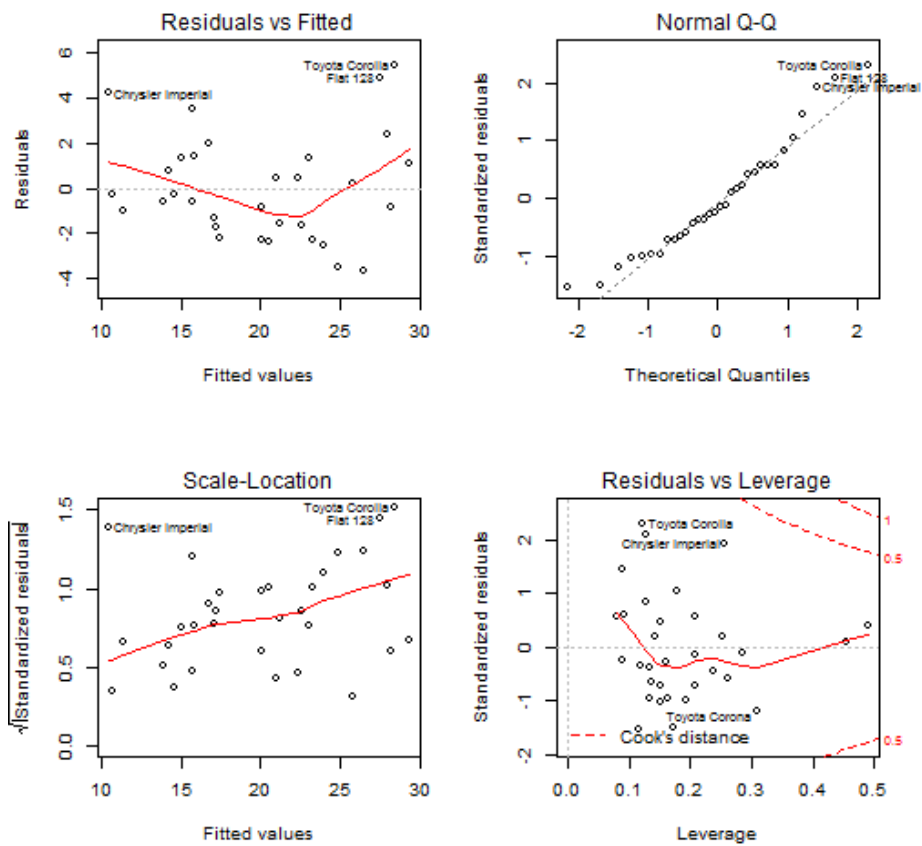 Residuals vs Fitted
Residuals
6
4
2
0
-2
-4
Toyota Corolla
Fiat 128
Chrysler Imperial
10 15 20 25 30
Fitted values
Normal Q-Q
Standardized residuals
2
1
0
-1
Toyota Corolla
Fiat 128
Chrysler Imperial
-2 -1 0 1 2
Theoretical Quantiles
Scale-Location
√|Standardized residuals|
1.5
1.0
0.5
0.0
Toyota Corolla
Fiat 128
Chrysler Imperial
10 15 20 25 30
Fitted values
Residuals vs Leverage
Standardized residuals
2
1
0
-1
-2
Toyota Corolla
Chrysler Imperial
Toyota Corona
Cook's distance
1
0.5
0.5
0.0 0.1 0.2 0.3 0.4 0.5
Leverage